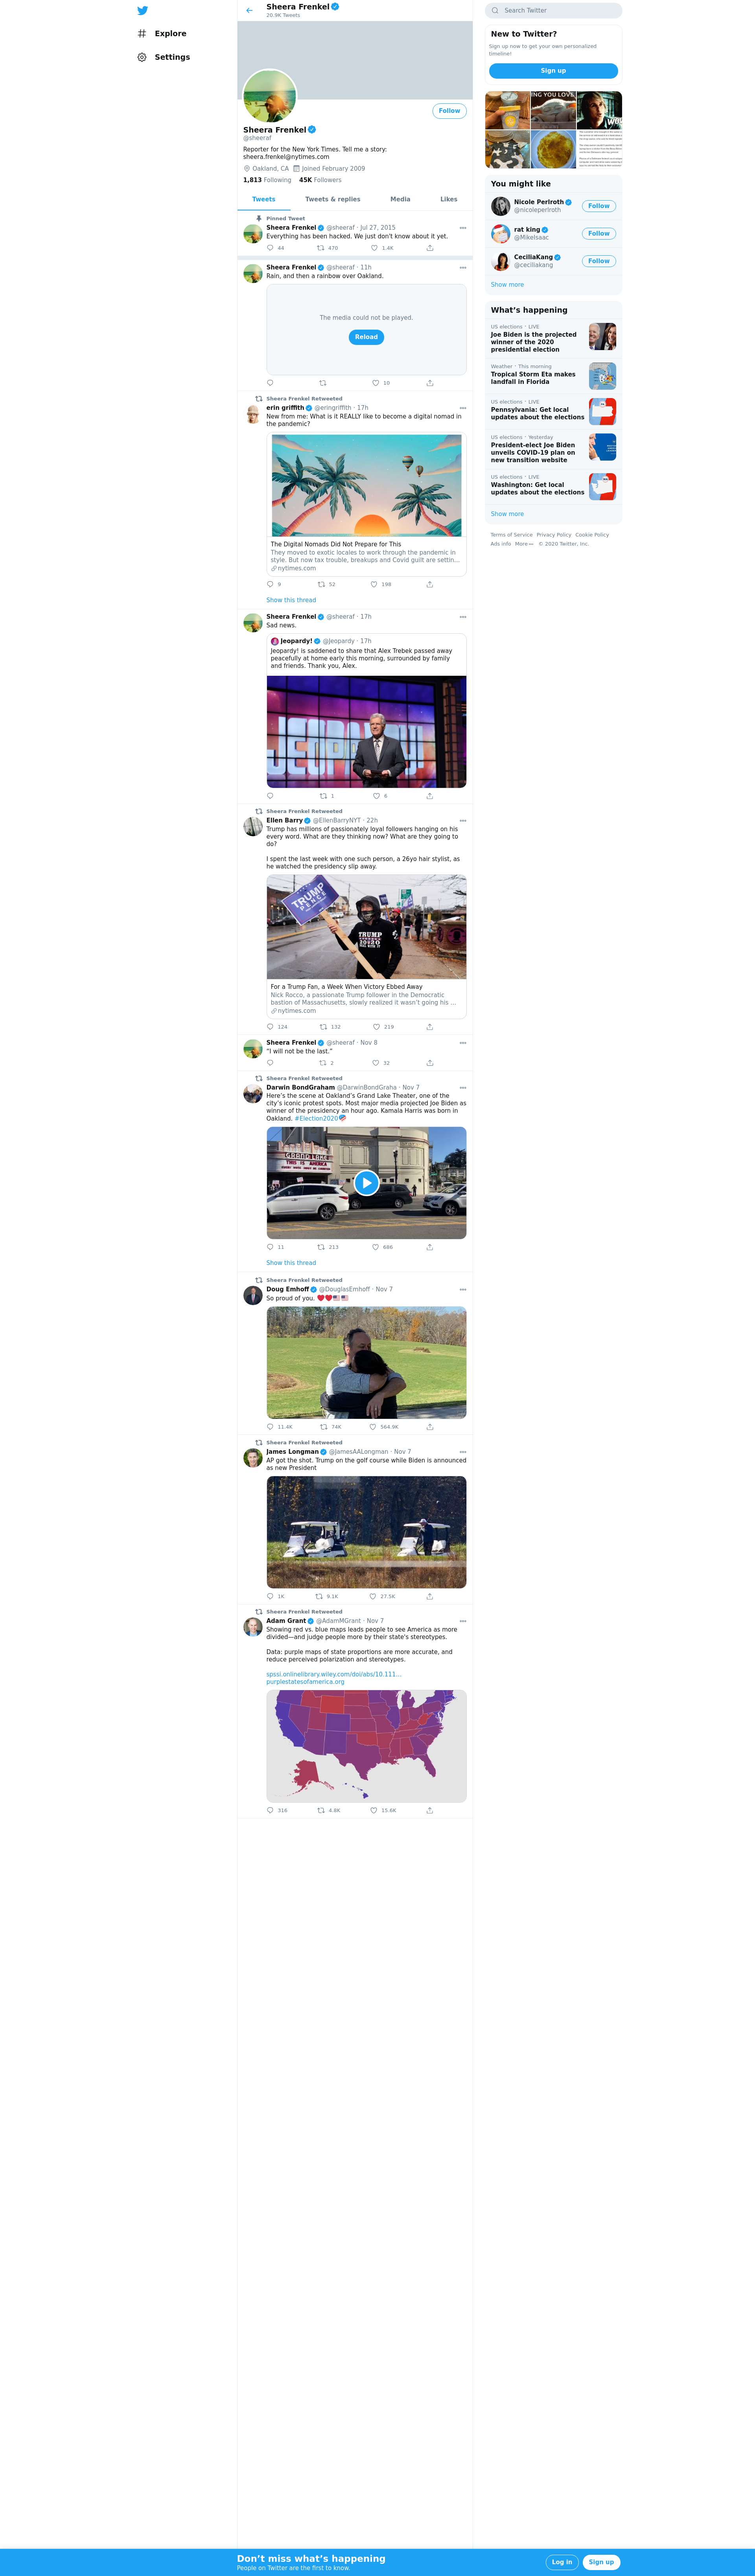 Explore
Settings
Sheera Frenkel
20.9K Tweets
Follow
Sheera Frenkel
@sheeraf
Reporter for the New York Times. Tell me a story:
sheera.frenkel@nytimes.com
Oakland, CA Joined February 2009
1,813 Following 45K Followers
Tweets Tweets & replies Media Likes
Pinned Tweet
Sheera Frenkel @sheeraf · Jul 27, 2015
Everything has been hacked. We just don't know about it yet.
44 470 1.4K
Sheera Frenkel @sheeraf · 11h
Rain, and then a rainbow over Oakland.
The media could not be played.
Reload
10
Sheera Frenkel Retweeted
erin griffith @eringriffith · 17h
New from me: What is it REALLY like to become a digital nomad in
the pandemic?
The Digital Nomads Did Not Prepare for This
They moved to exotic locales to work through the pandemic in
style. But now tax trouble, breakups and Covid guilt are settin...
nytimes.com
9 52 198
Show this thread
Sheera Frenkel @sheeraf · 17h
Sad news.
Jeopardy! @Jeopardy · 17h
Jeopardy! is saddened to share that Alex Trebek passed away
peacefully at home early this morning, surrounded by family
and friends. Thank you, Alex.
1 6
Sheera Frenkel Retweeted
Ellen Barry @EllenBarryNYT · 22h
Trump has millions of passionately loyal followers hanging on his
every word. What are they thinking now? What are they going to
do?
I spent the last week with one such person, a 26yo hair stylist, as
he watched the presidency slip away.
TRUMP
PENCE
TRUMP
2020
For a Trump Fan, a Week When Victory Ebbed Away
Nick Rocco, a passionate Trump follower in the Democratic
bastion of Massachusetts, slowly realized it wasn't going his ...
nytimes.com
124 132 219
Sheera Frenkel @sheeraf · Nov 8
"I will not be the last."
2 32
Sheera Frenkel Retweeted
Darwin BondGraham @DarwinBondGraha · Nov 7
Here's the scene at Oakland's Grand Lake Theater, one of the
city's iconic protest spots. Most major media projected Joe Biden as
winner of the presidency an hour ago. Kamala Harris was born in
Oakland. #Election2020
GRAND LAKE
THIS IS AMERICA
11 213 686
Show this thread
Sheera Frenkel Retweeted
Doug Emhoff @DouglasEmhoff · Nov 7
So proud of you. ❤️❤️🇺🇸🇺🇸
11.4K 74K 564.9K
Sheera Frenkel Retweeted
James Longman @JamesAALongman · Nov 7
AP got the shot. Trump on the golf course while Biden is announced
as new President
1K 9.1K 27.5K
Sheera Frenkel Retweeted
Adam Grant @AdamMGrant · Nov 7
Showing red vs. blue maps leads people to see America as more
divided—and judge people more by their state's stereotypes.
Data: purple maps of state proportions are more accurate, and
reduce perceived polarization and stereotypes.
spssi.onlinelibrary.wiley.com/doi/abs/10.111...
purplestatesofamerica.org
316 4.8K 15.6K
Search Twitter
New to Twitter?
Sign up now to get your own personalized
timeline!
Sign up
ING YOU LOVE
You might like
Nicole Perlroth
@nicoleperlroth
Follow
rat king
@MikeIsaac
Follow
CeciliaKang
@ceciliakang
Follow
Show more
What's happening
US elections · LIVE
Joe Biden is the projected
winner of the 2020
presidential election
Weather · This morning
Tropical Storm Eta makes
landfall in Florida
US elections · LIVE
Pennsylvania: Get local
updates about the elections
US elections · Yesterday
President-elect Joe Biden
unveils COVID-19 plan on
new transition website
US elections · LIVE
Washington: Get local
updates about the elections
Show more
Terms of Service Privacy Policy Cookie Policy
Ads info More © 2020 Twitter, Inc.
Don't miss what's happening
People on Twitter are the first to know.
Log in
Sign up